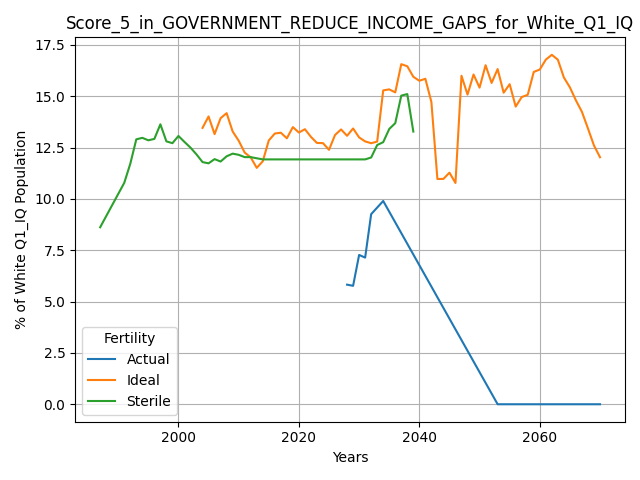 Score_5_in_GOVERNMENT_REDUCE_INCOME_GAPS_for_White_Q1_IQ
17.5
15.0
12.5
10.0
7.5
5.0
2.5
0.0
% of White Q1_IQ Population
Fertility
Actual
Ideal
Sterile
2000 2020 2040 2060
Years